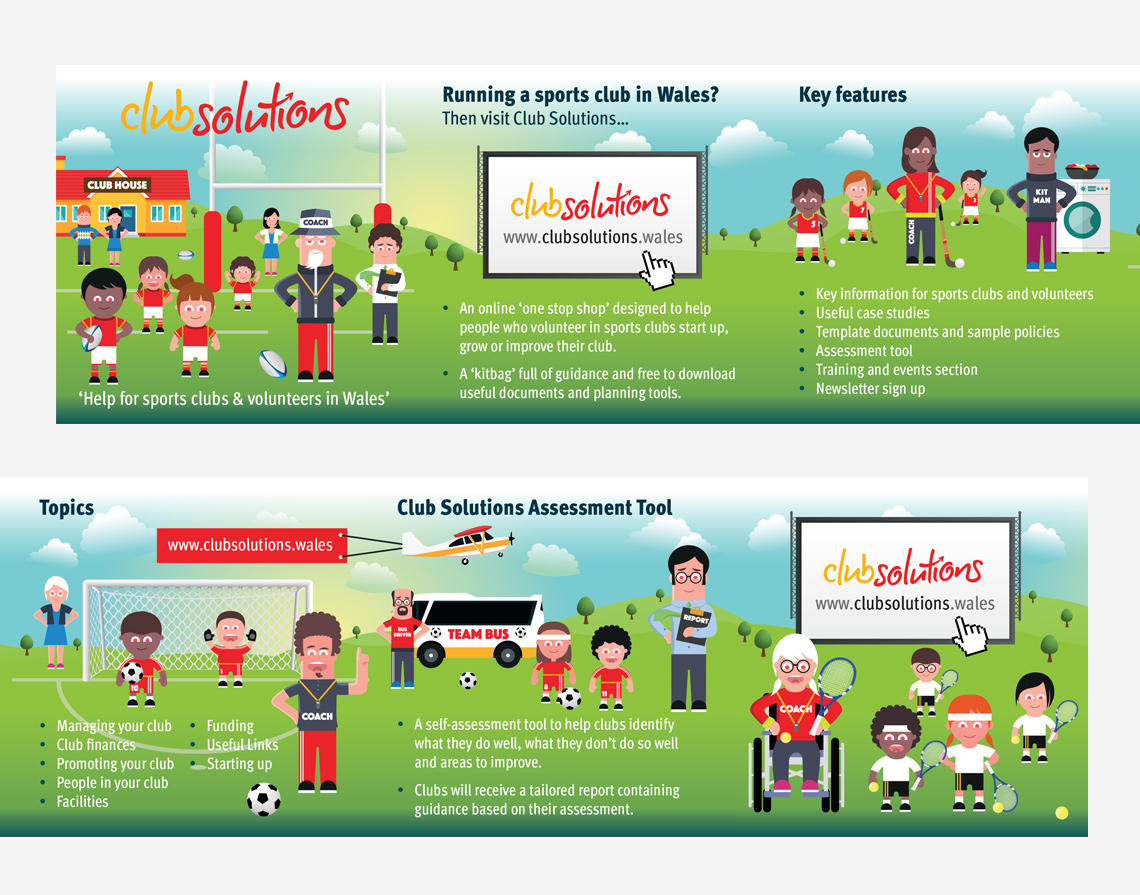 clubsolutions
CLUB HOUSE
COACH
‘Help for sports clubs & volunteers in Wales’
Running a sports club in Wales?
Then visit Club Solutions...
clubsolutions
www.clubsolutions.wales
• An online ‘one stop shop’ designed to help
people who volunteer in sports clubs start up,
grow or improve their club.
• A ‘kitbag’ full of guidance and free to download
useful documents and planning tools.
Key features
7
5
3
COACH
KIT
MAN
• Key information for sports clubs and volunteers
• Useful case studies
• Template documents and sample policies
• Assessment tool
• Training and events section
• Newsletter sign up
Topics
www.clubsolutions.wales
10
1
COACH
• Managing your club
• Club finances
• Promoting your club
• People in your club
• Facilities
• Funding
• Useful Links
• Starting up
Club Solutions Assessment Tool
BUS
DRIVER
TEAM BUS
8
11
REPORT
• A self-assessment tool to help clubs identify
what they do well, what they don’t do so well
and areas to improve.
• Clubs will receive a tailored report containing
guidance based on their assessment.
clubsolutions
www.clubsolutions.wales
COACH